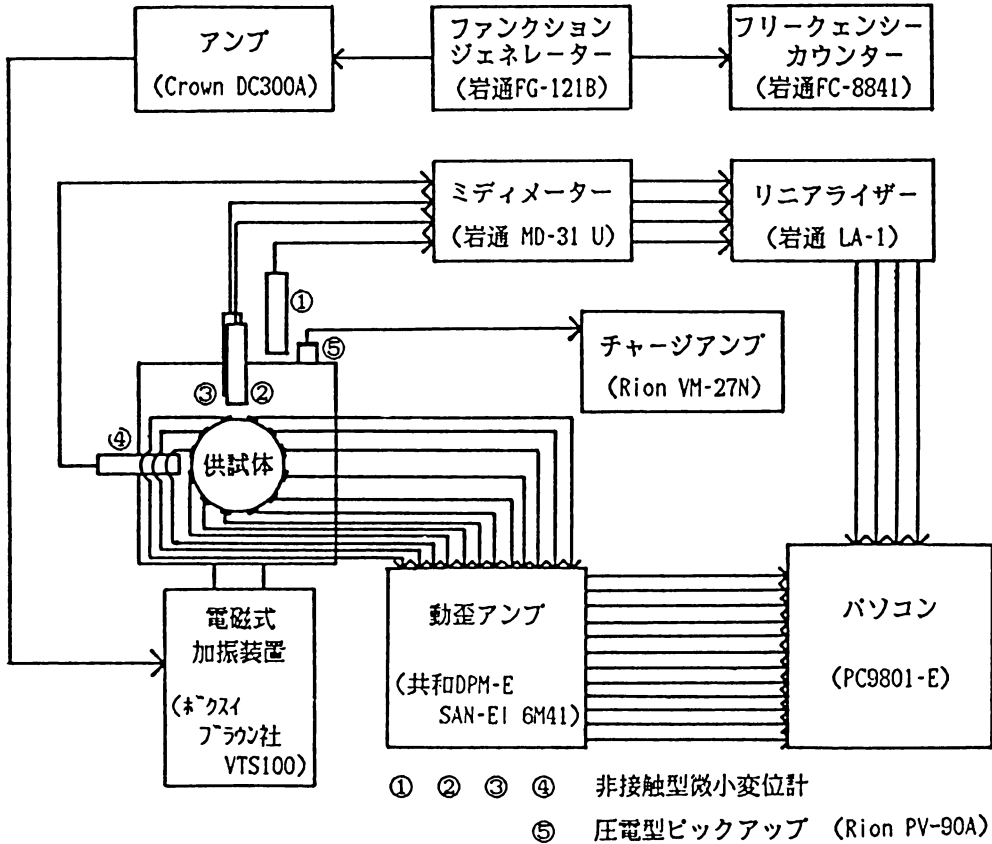 アンプ
(Crown DC300A)
ファンクション
ジェネレーター
(岩通FG-121B)
フリークェンシー
カウンター
(岩通FC-8841)
ミディメーター
(岩通 MD-31 U)
リニアライザー
(岩通 LA-1)
①
⑤
チャージアンプ
(Rion VM-27N)
③ ②
④
供試体
電磁式
加振装置
(ボクスイ
ブラウン社
VTS100)
動歪アンプ
(共和DPM-E
SAN-EI 6M41)
パソコン
(PC9801-E)
① ② ③ ④ 非接触型微小変位計
⑤ 圧電型ピックアップ (Rion PV-90A)